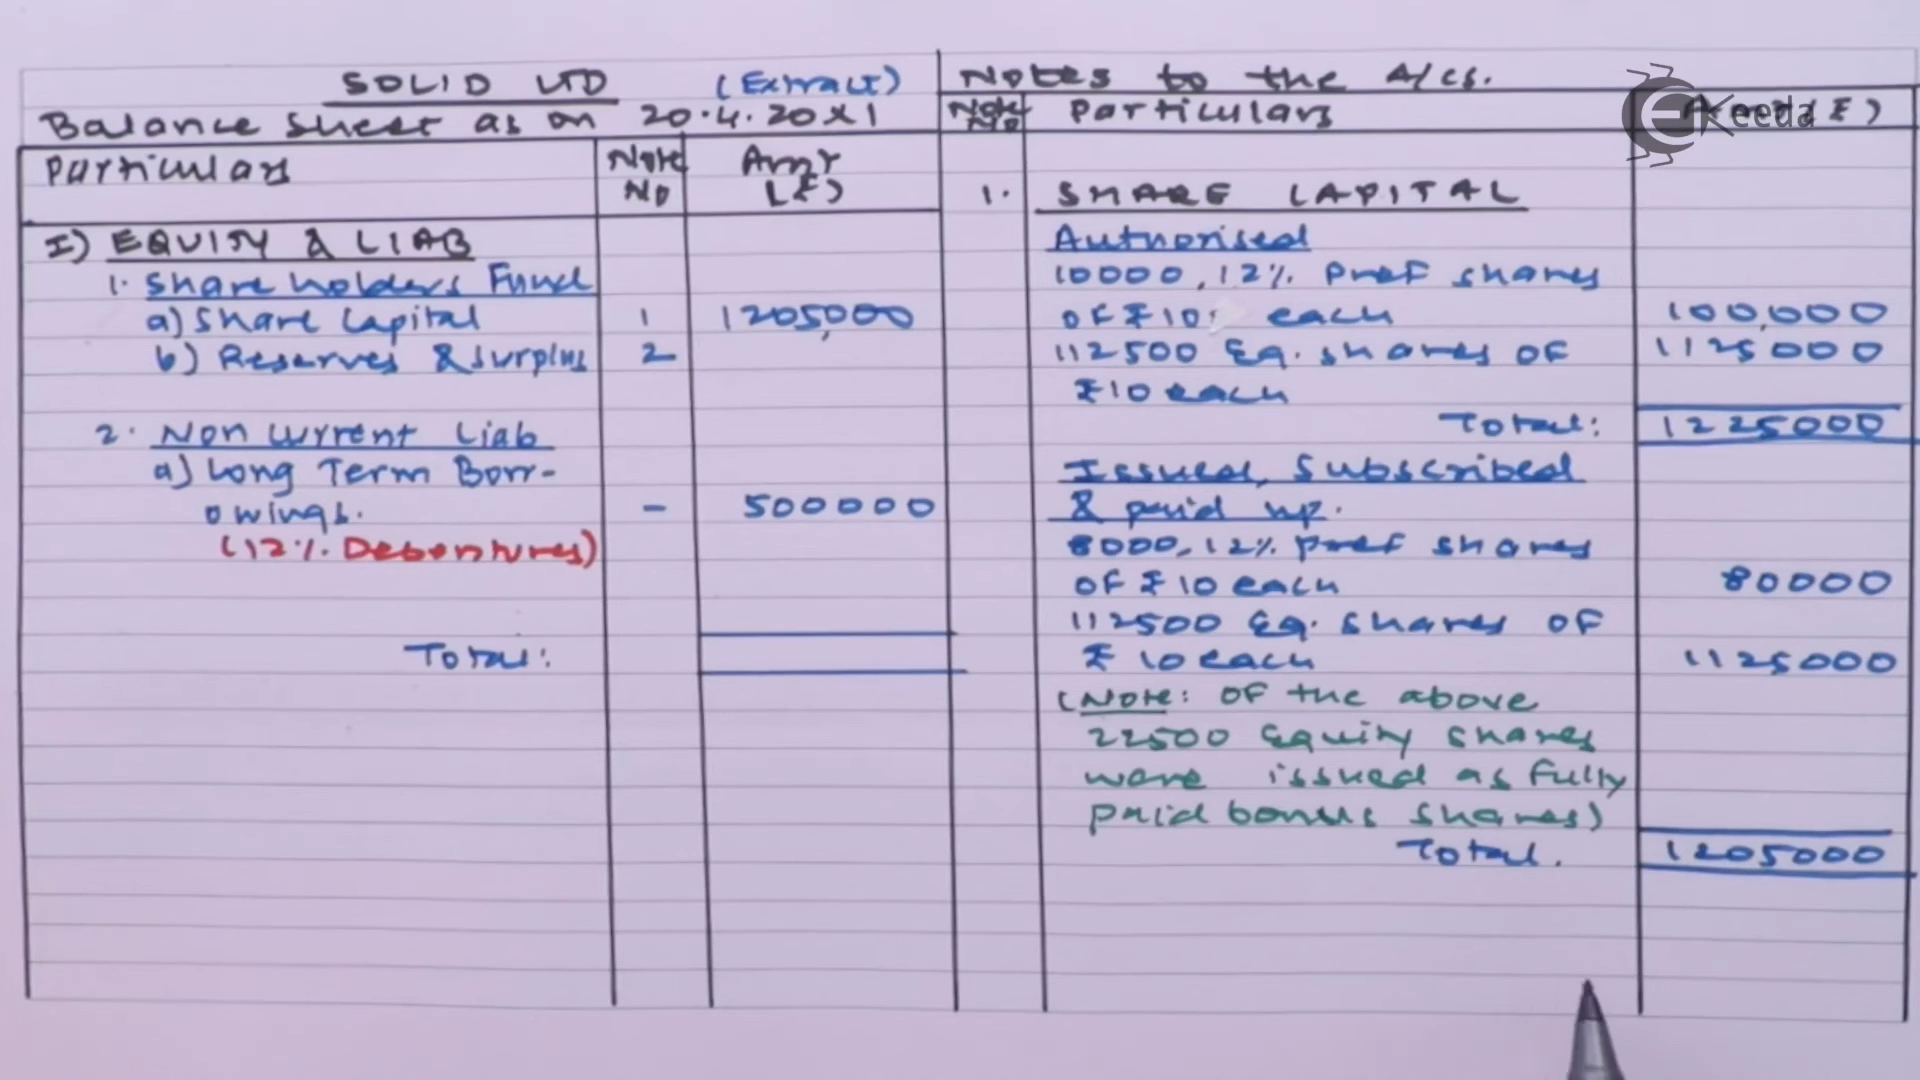 SOLID LTD (Extract)
Balance Sheet as on 20.4.20X1
Particulars Note No Amt (₹)
I) EQUITY & LIAB
1. Share holders Fund
a) Share Capital 1 1205,000
b) Reserves & Surplus 2
2. Non Current Liab
a) Long Term Borr-
owings. - 500000
(12% Debentures)
Total:
Notes to the A/cs.
Note No Particulars (₹)
1. SHARE CAPITAL
Authorised
10000, 12% Pref shares
of ₹10 each 100,000
112500 Eq. shares of 1125000
₹10 each
Total: 1225000
Issued, Subscribed
& paid up.
8000, 12% pref shares
of ₹10 each 80000
112500 Eq. shares of
₹10 each 1125000
(Note: Of the above
22500 Equity shares
were issued as Fully
paid bonus shares)
Total. 1205000
Ekeeda